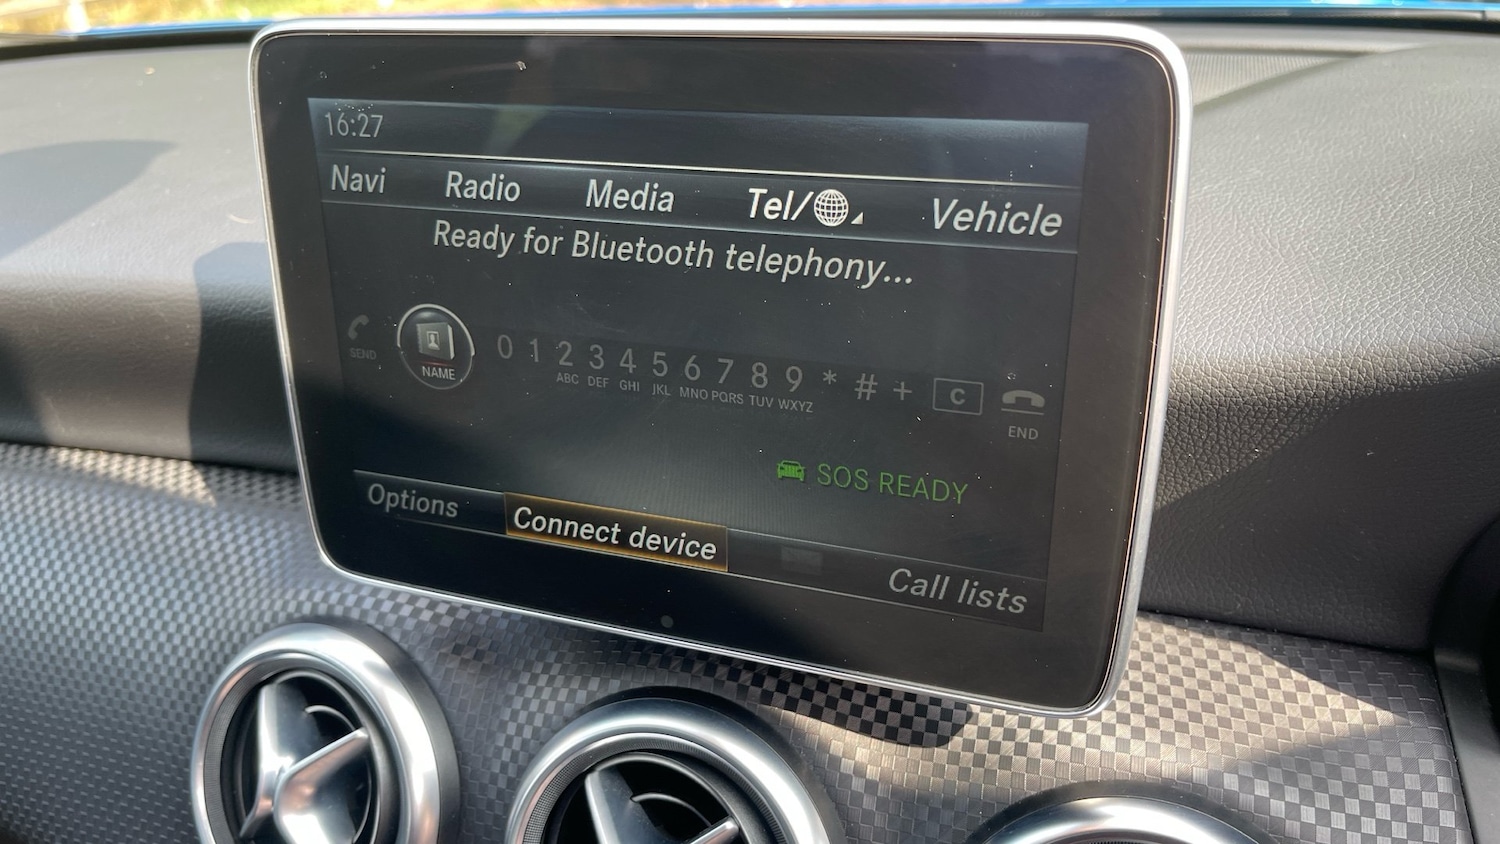 16:27
Navi Radio Media Tel/ Vehicle
Ready for Bluetooth telephony...
0 1 2 3 4 5 6 7 8 9 * # + C
SEND NAME ABC DEF GHI JKL MNO PQRS TUV WXYZ END
SOS READY
Options Connect device Call lists